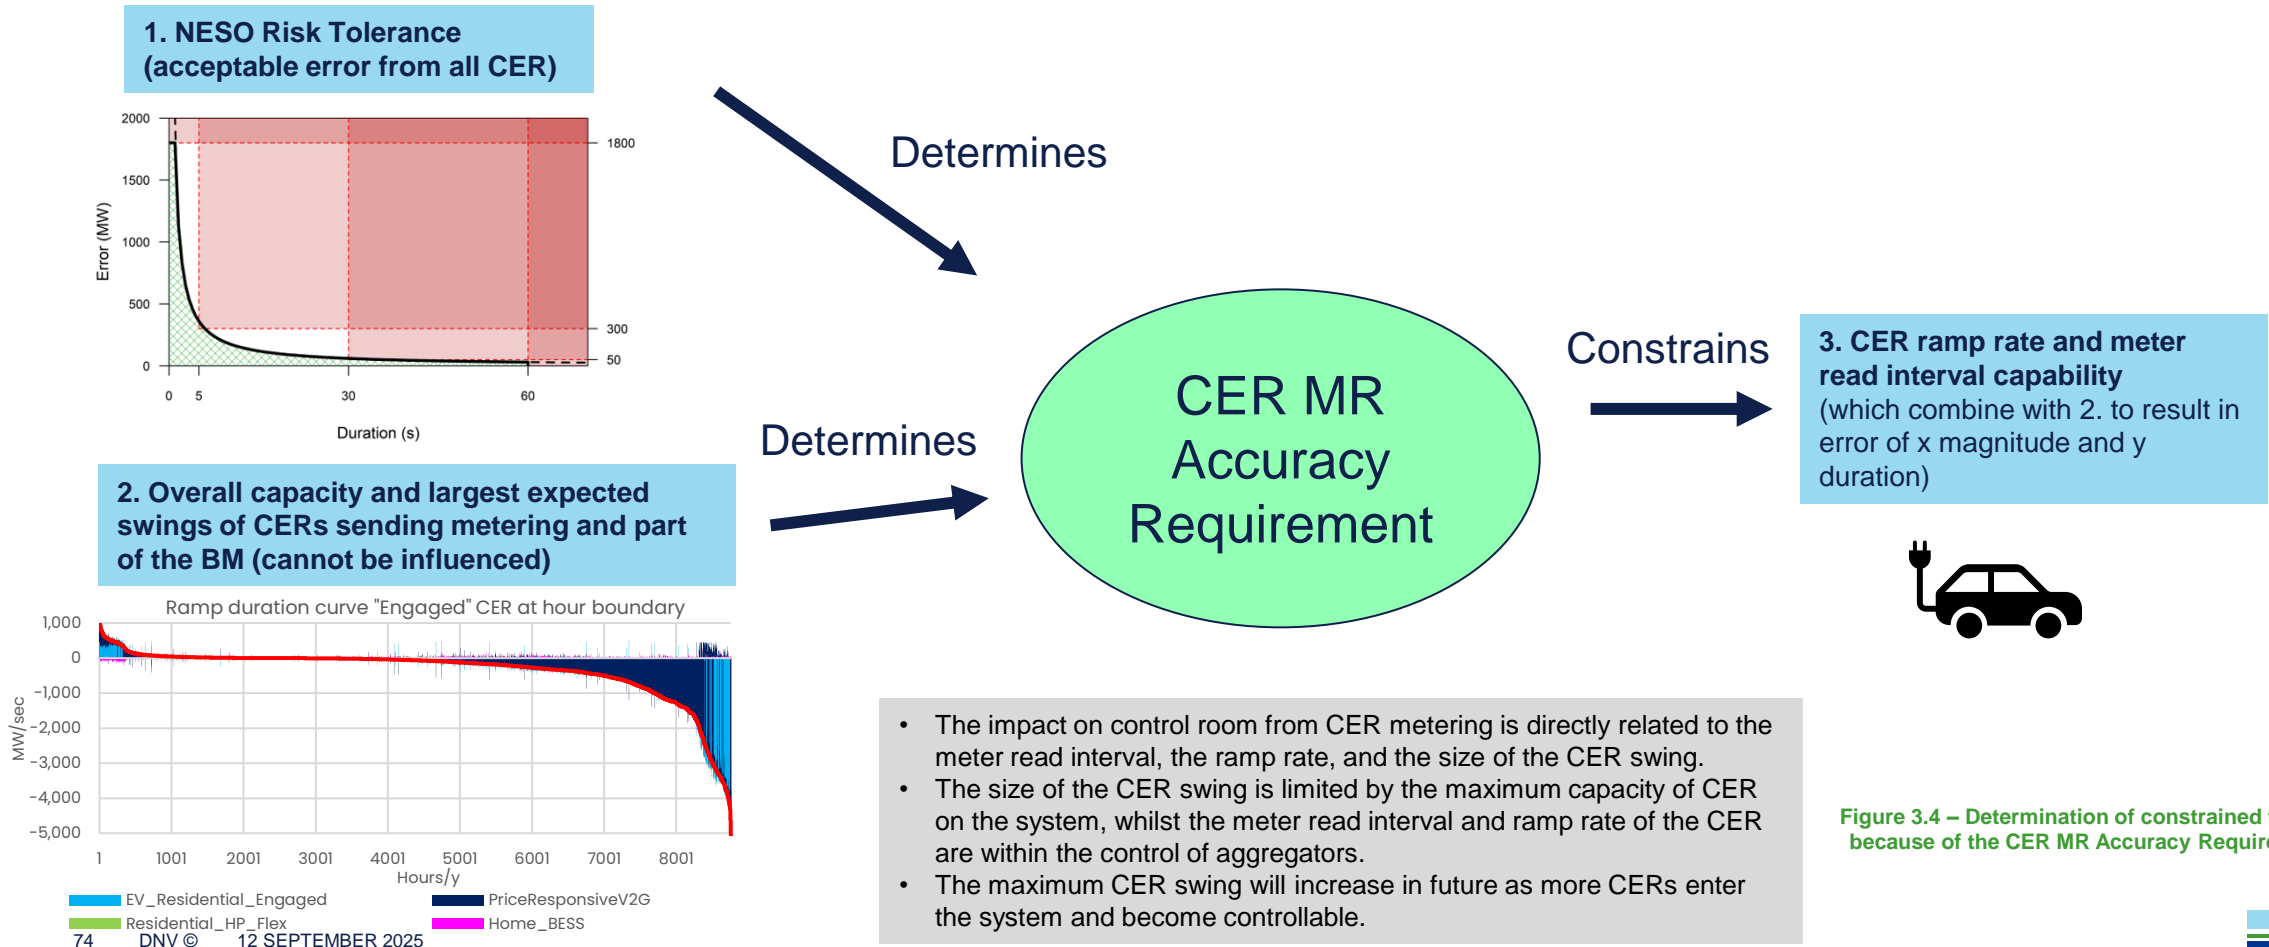 1. NESO Risk Tolerance
(acceptable error from all CER)
2000
1500
1000
500
0
1800
300
50
Error (MW)
0 5 30 60
Duration (s)
Determines
Determines
2. Overall capacity and largest expected
swings of CERs sending metering and part
of the BM (cannot be influenced)
Ramp duration curve "Engaged" CER at hour boundary
1,000
0
-1,000
-2,000
-3,000
-4,000
-5,000
MW/sec
1 1001 2001 3001 4001 5001 6001 7001 8001
Hours/y
EV_Residential_Engaged PriceResponsiveV2G
Residential_HP_Flex Home_BESS
CER MR
Accuracy
Requirement
Constrains
3. CER ramp rate and meter
read interval capability
(which combine with 2. to result in
error of x magnitude and y
duration)
• The impact on control room from CER metering is directly related to the
meter read interval, the ramp rate, and the size of the CER swing.
• The size of the CER swing is limited by the maximum capacity of CER
on the system, whilst the meter read interval and ramp rate of the CER
are within the control of aggregators.
• The maximum CER swing will increase in future as more CERs enter
the system and become controllable.
Figure 3.4 – Determination of constrained
because of the CER MR Accuracy
74 DNV © 12 SEPTEMBER 2025